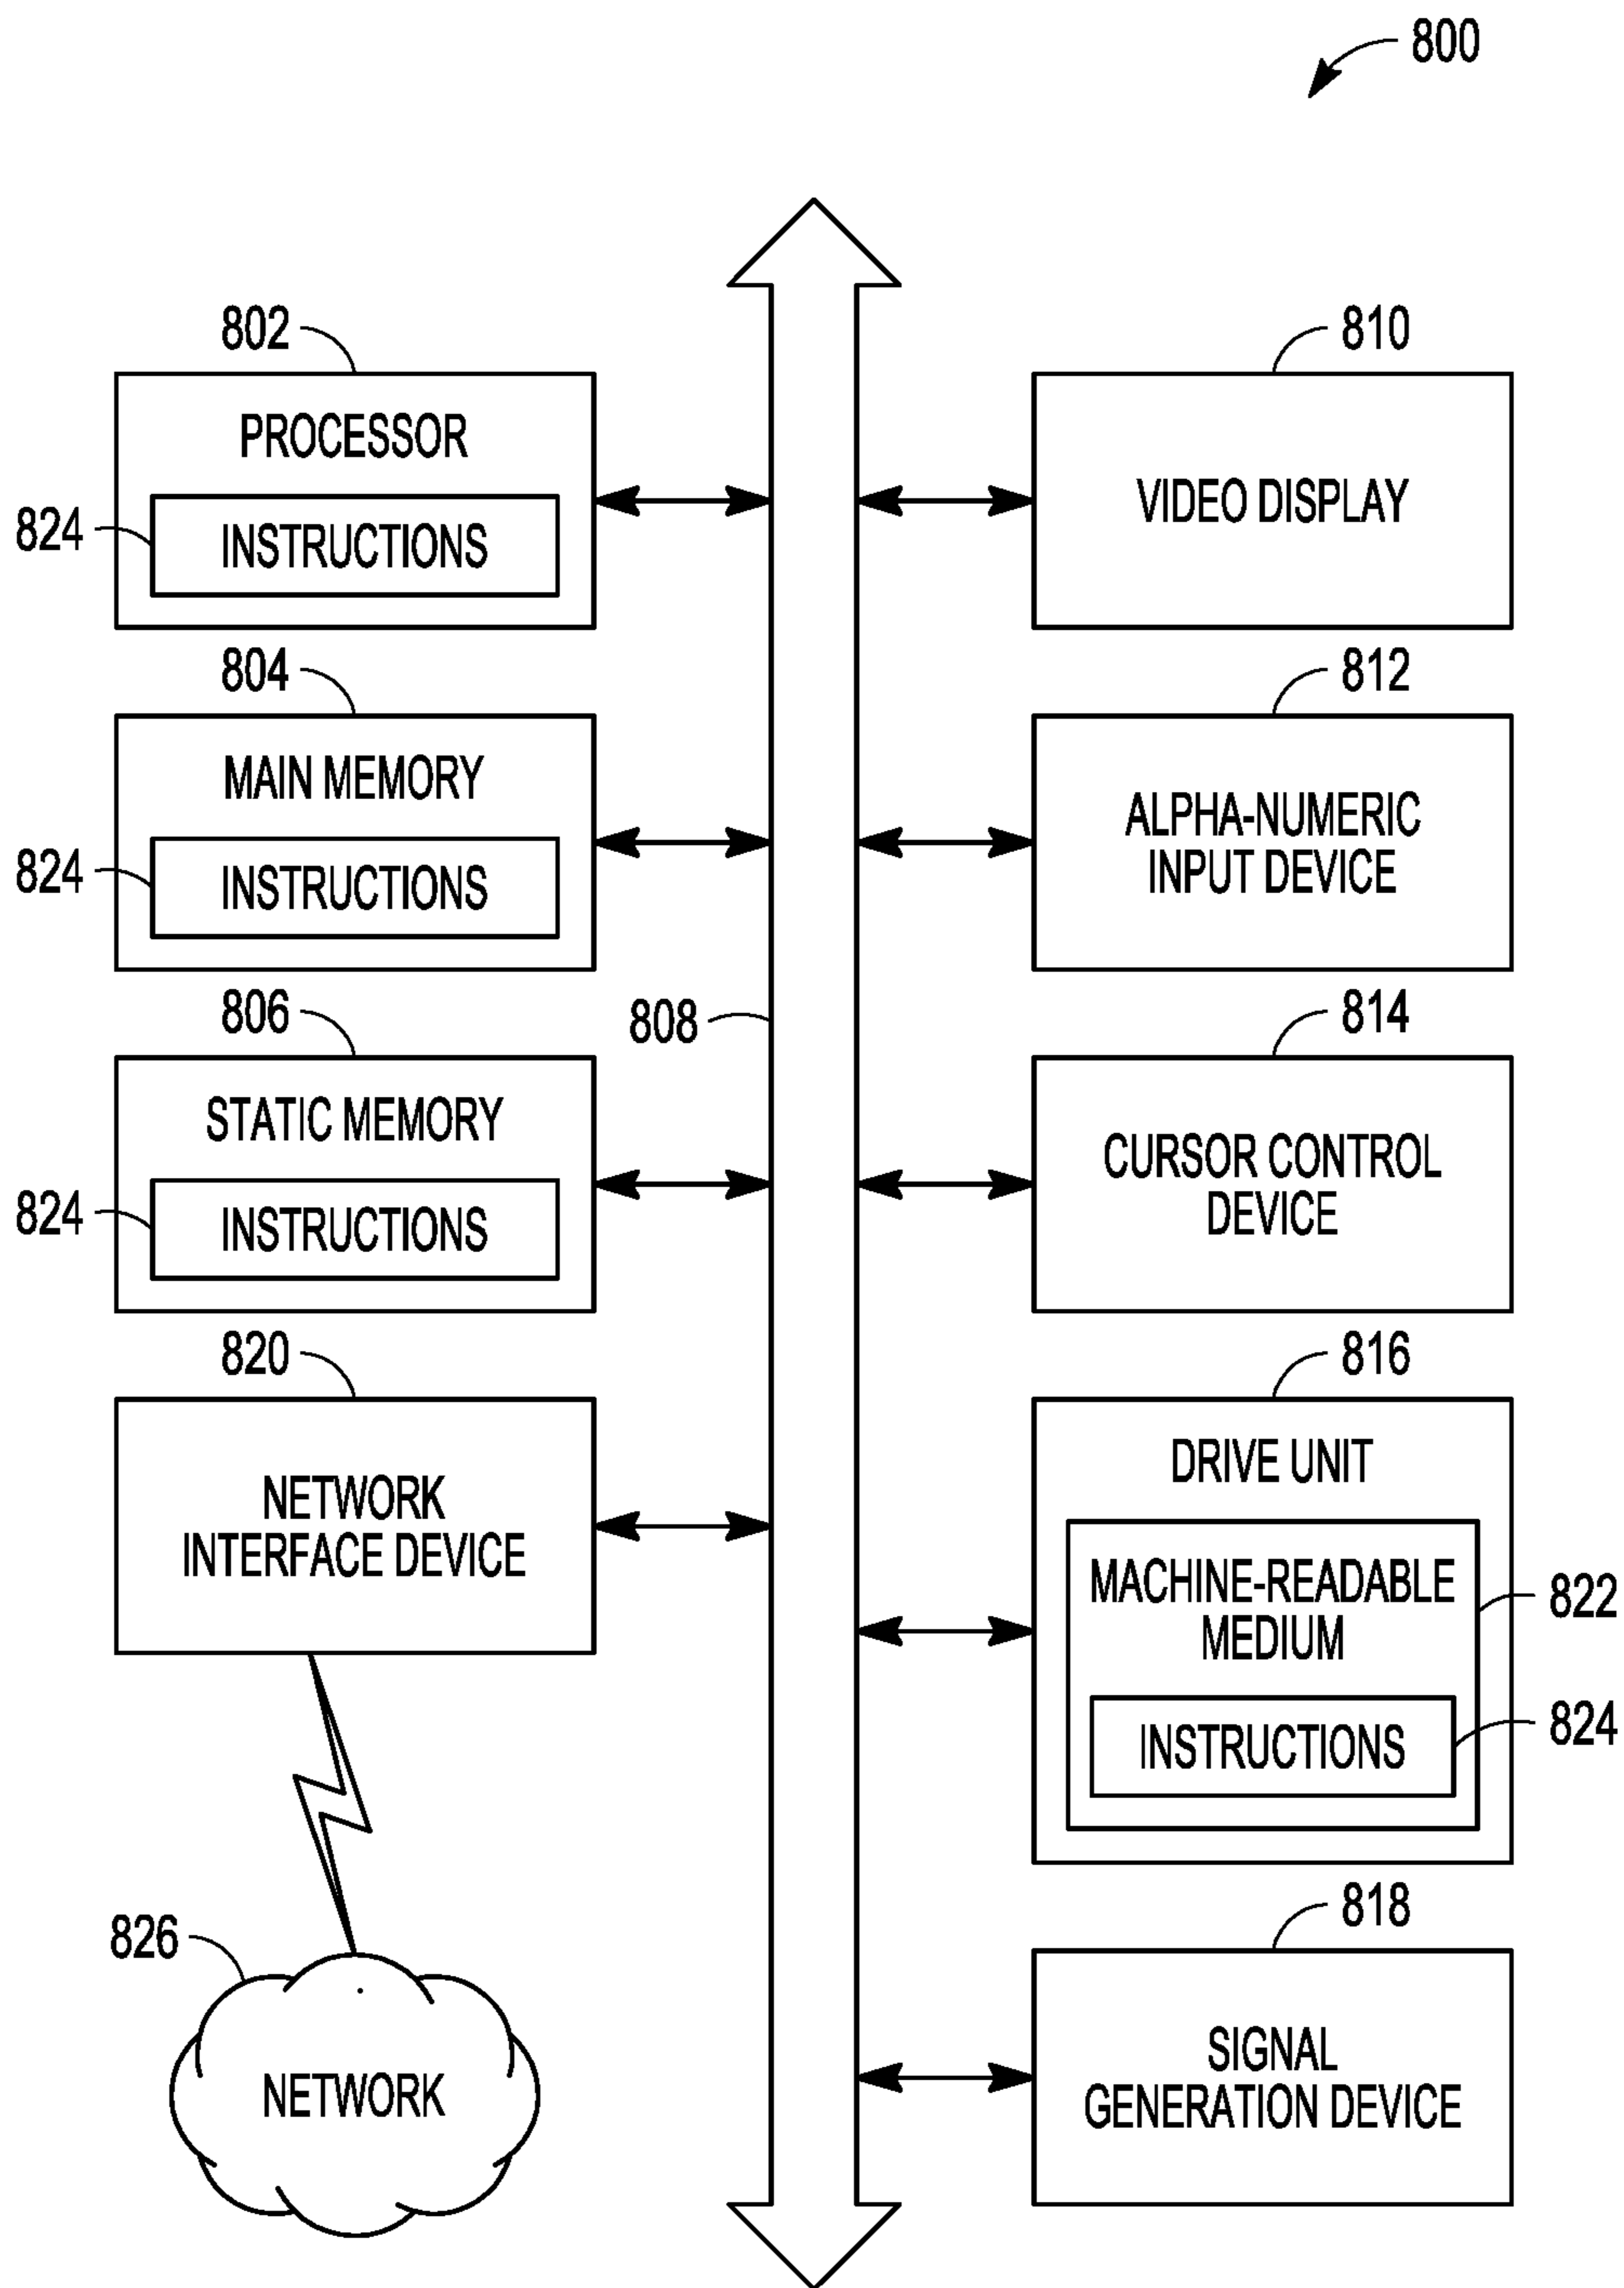 800
802
PROCESSOR
824
INSTRUCTIONS
804
MAIN MEMORY
824
INSTRUCTIONS
806
STATIC MEMORY
824
INSTRUCTIONS
820
NETWORK
INTERFACE DEVICE
826
NETWORK
808
810
VIDEO DISPLAY
812
ALPHA-NUMERIC
INPUT DEVICE
814
CURSOR CONTROL
DEVICE
816
DRIVE UNIT
MACHINE-READABLE
MEDIUM
822
INSTRUCTIONS
824
818
SIGNAL
GENERATION DEVICE